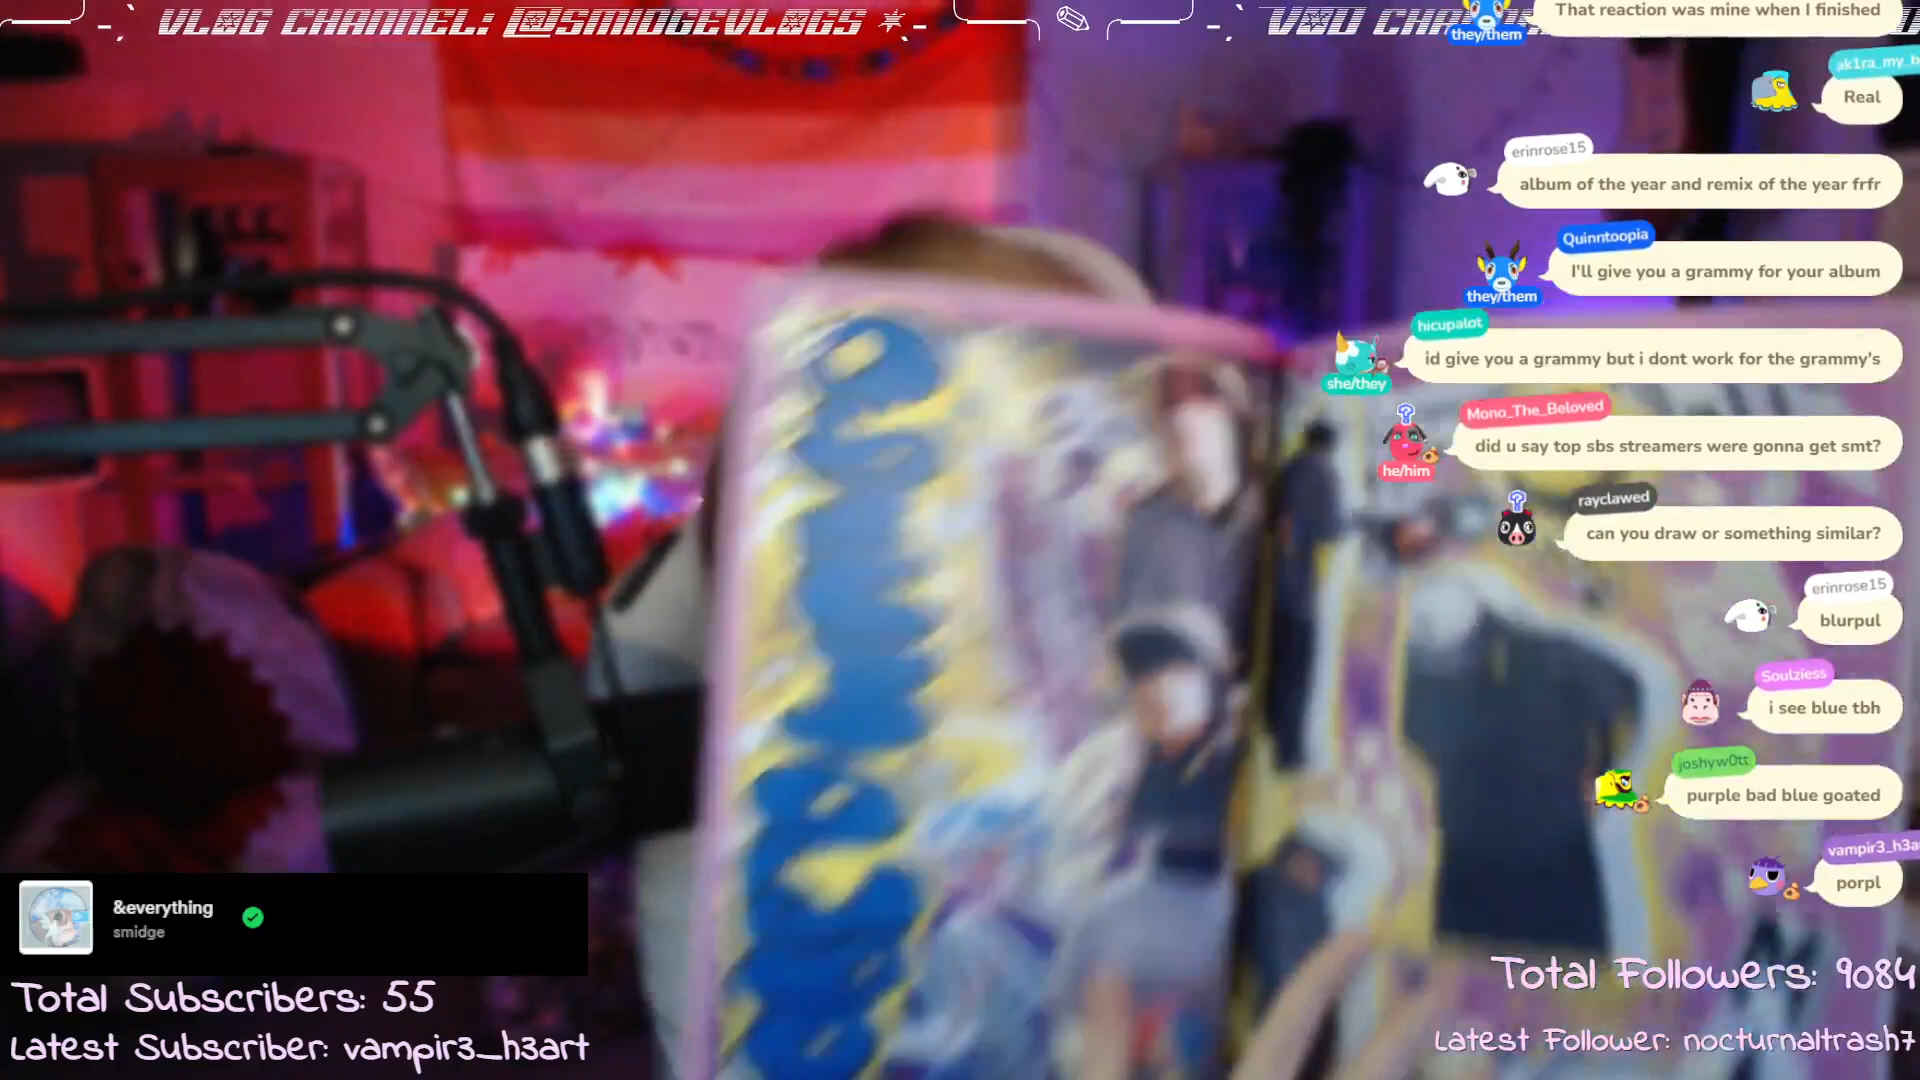 VLOG CHANNEL: @SMIDGEVLOGS
That reaction was mine when I finished
they/them
ak1ra_my_b
Real
erinrose15
album of the year and remix of the year frfr
Quinntoopia
I'll give you a grammy for your album
they/them
hicupalot
id give you a grammy but i dont work for the grammy's
she/they
Mono_The_Beloved
did u say top sbs streamers were gonna get smt?
he/him
rayclawed
can you draw or something similar?
erinrose15
blurpul
Soulziess
i see blue tbh
joshyw0tt
purple bad blue goated
vampir3_h3a
porpl
&everything
smidge
Total Subscribers: 55
Latest Subscriber: vampir3_h3art
Total Followers: 9084
Latest Follower: nocturnaltrash7